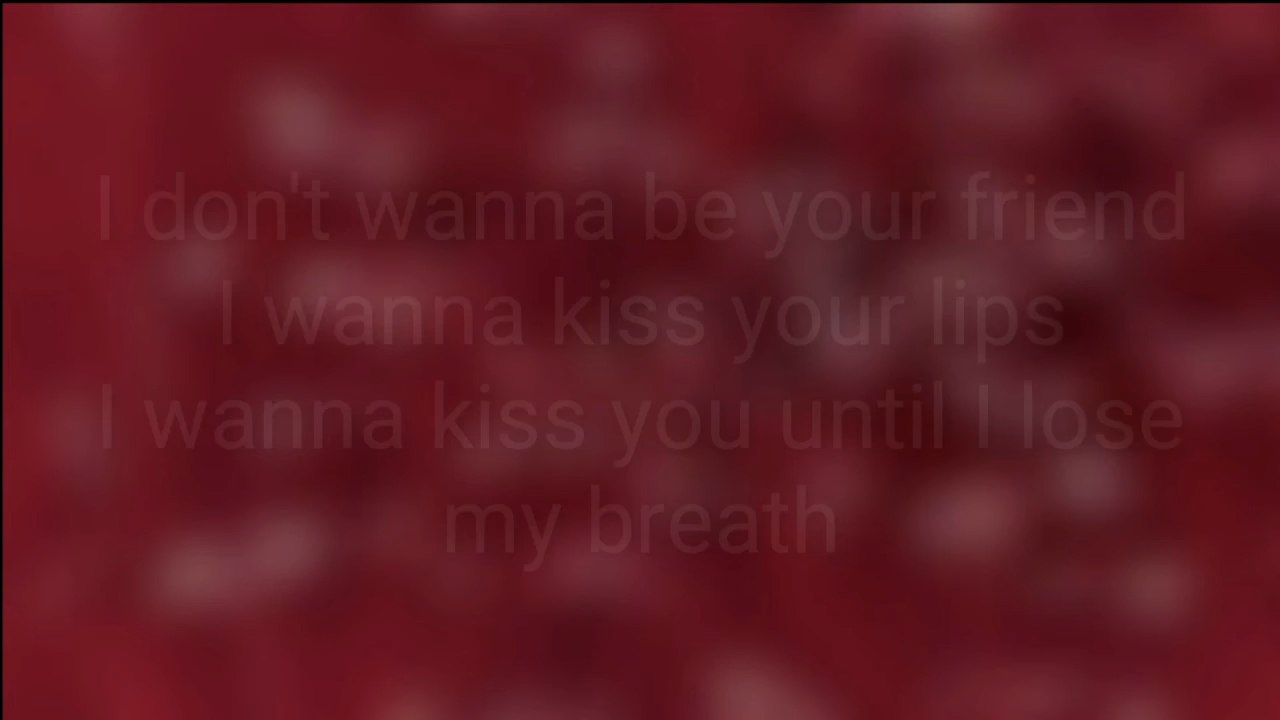 I don't wanna be your friend
I wanna kiss your lips
I wanna kiss you until I lose
my breath